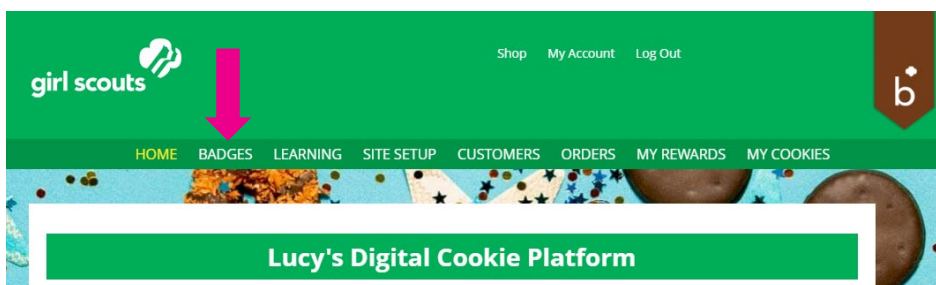 Shop My Account Log Out
girl scouts
b
HOME BADGES LEARNING SITE SETUP CUSTOMERS ORDERS MY REWARDS MY COOKIES
Lucy's Digital Cookie Platform